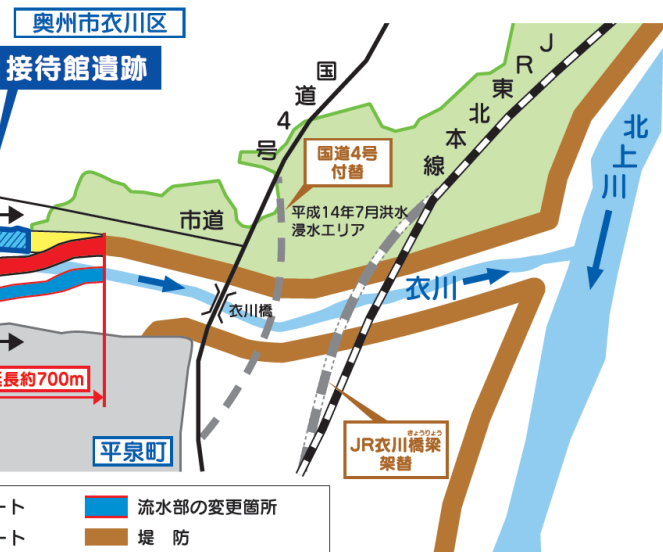 奥州市衣川区
接待館遺跡
国道4号
JR東北本線
国道4号
付替
北上川
平成14年7月洪水
浸水エリア
市道
衣川
衣川橋
長約700m
きょうりょう
JR衣川橋梁
架替
平泉町
ート
流水部の変更箇所
ート
堤 防